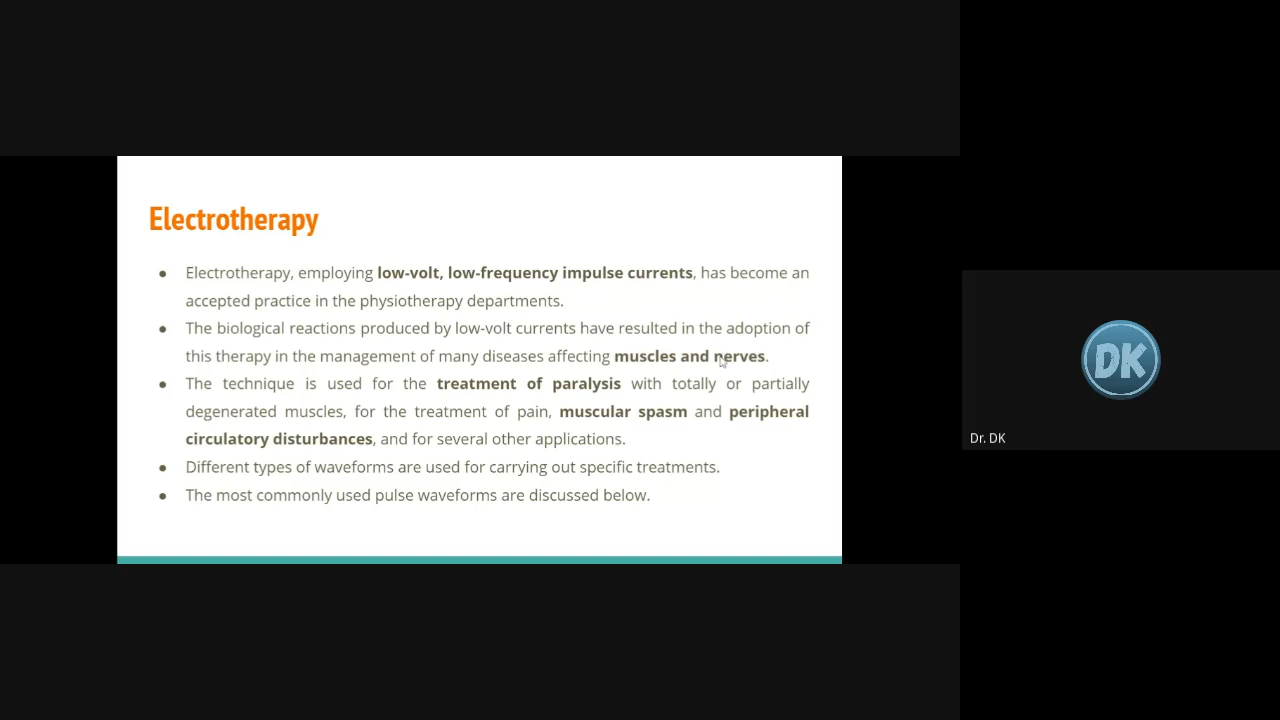 Electrotherapy
● Electrotherapy, employing low-volt, low-frequency impulse currents, has become an
accepted practice in the physiotherapy departments.
● The biological reactions produced by low-volt currents have resulted in the adoption of
this therapy in the management of many diseases affecting muscles and nerves.
● The technique is used for the treatment of paralysis with totally or partially
degenerated muscles, for the treatment of pain, muscular spasm and peripheral
circulatory disturbances, and for several other applications.
● Different types of waveforms are used for carrying out specific treatments.
● The most commonly used pulse waveforms are discussed below.
DK
Dr. DK